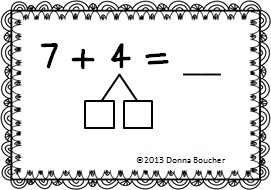 7 + 4 = __
©2013 Donna Boucher